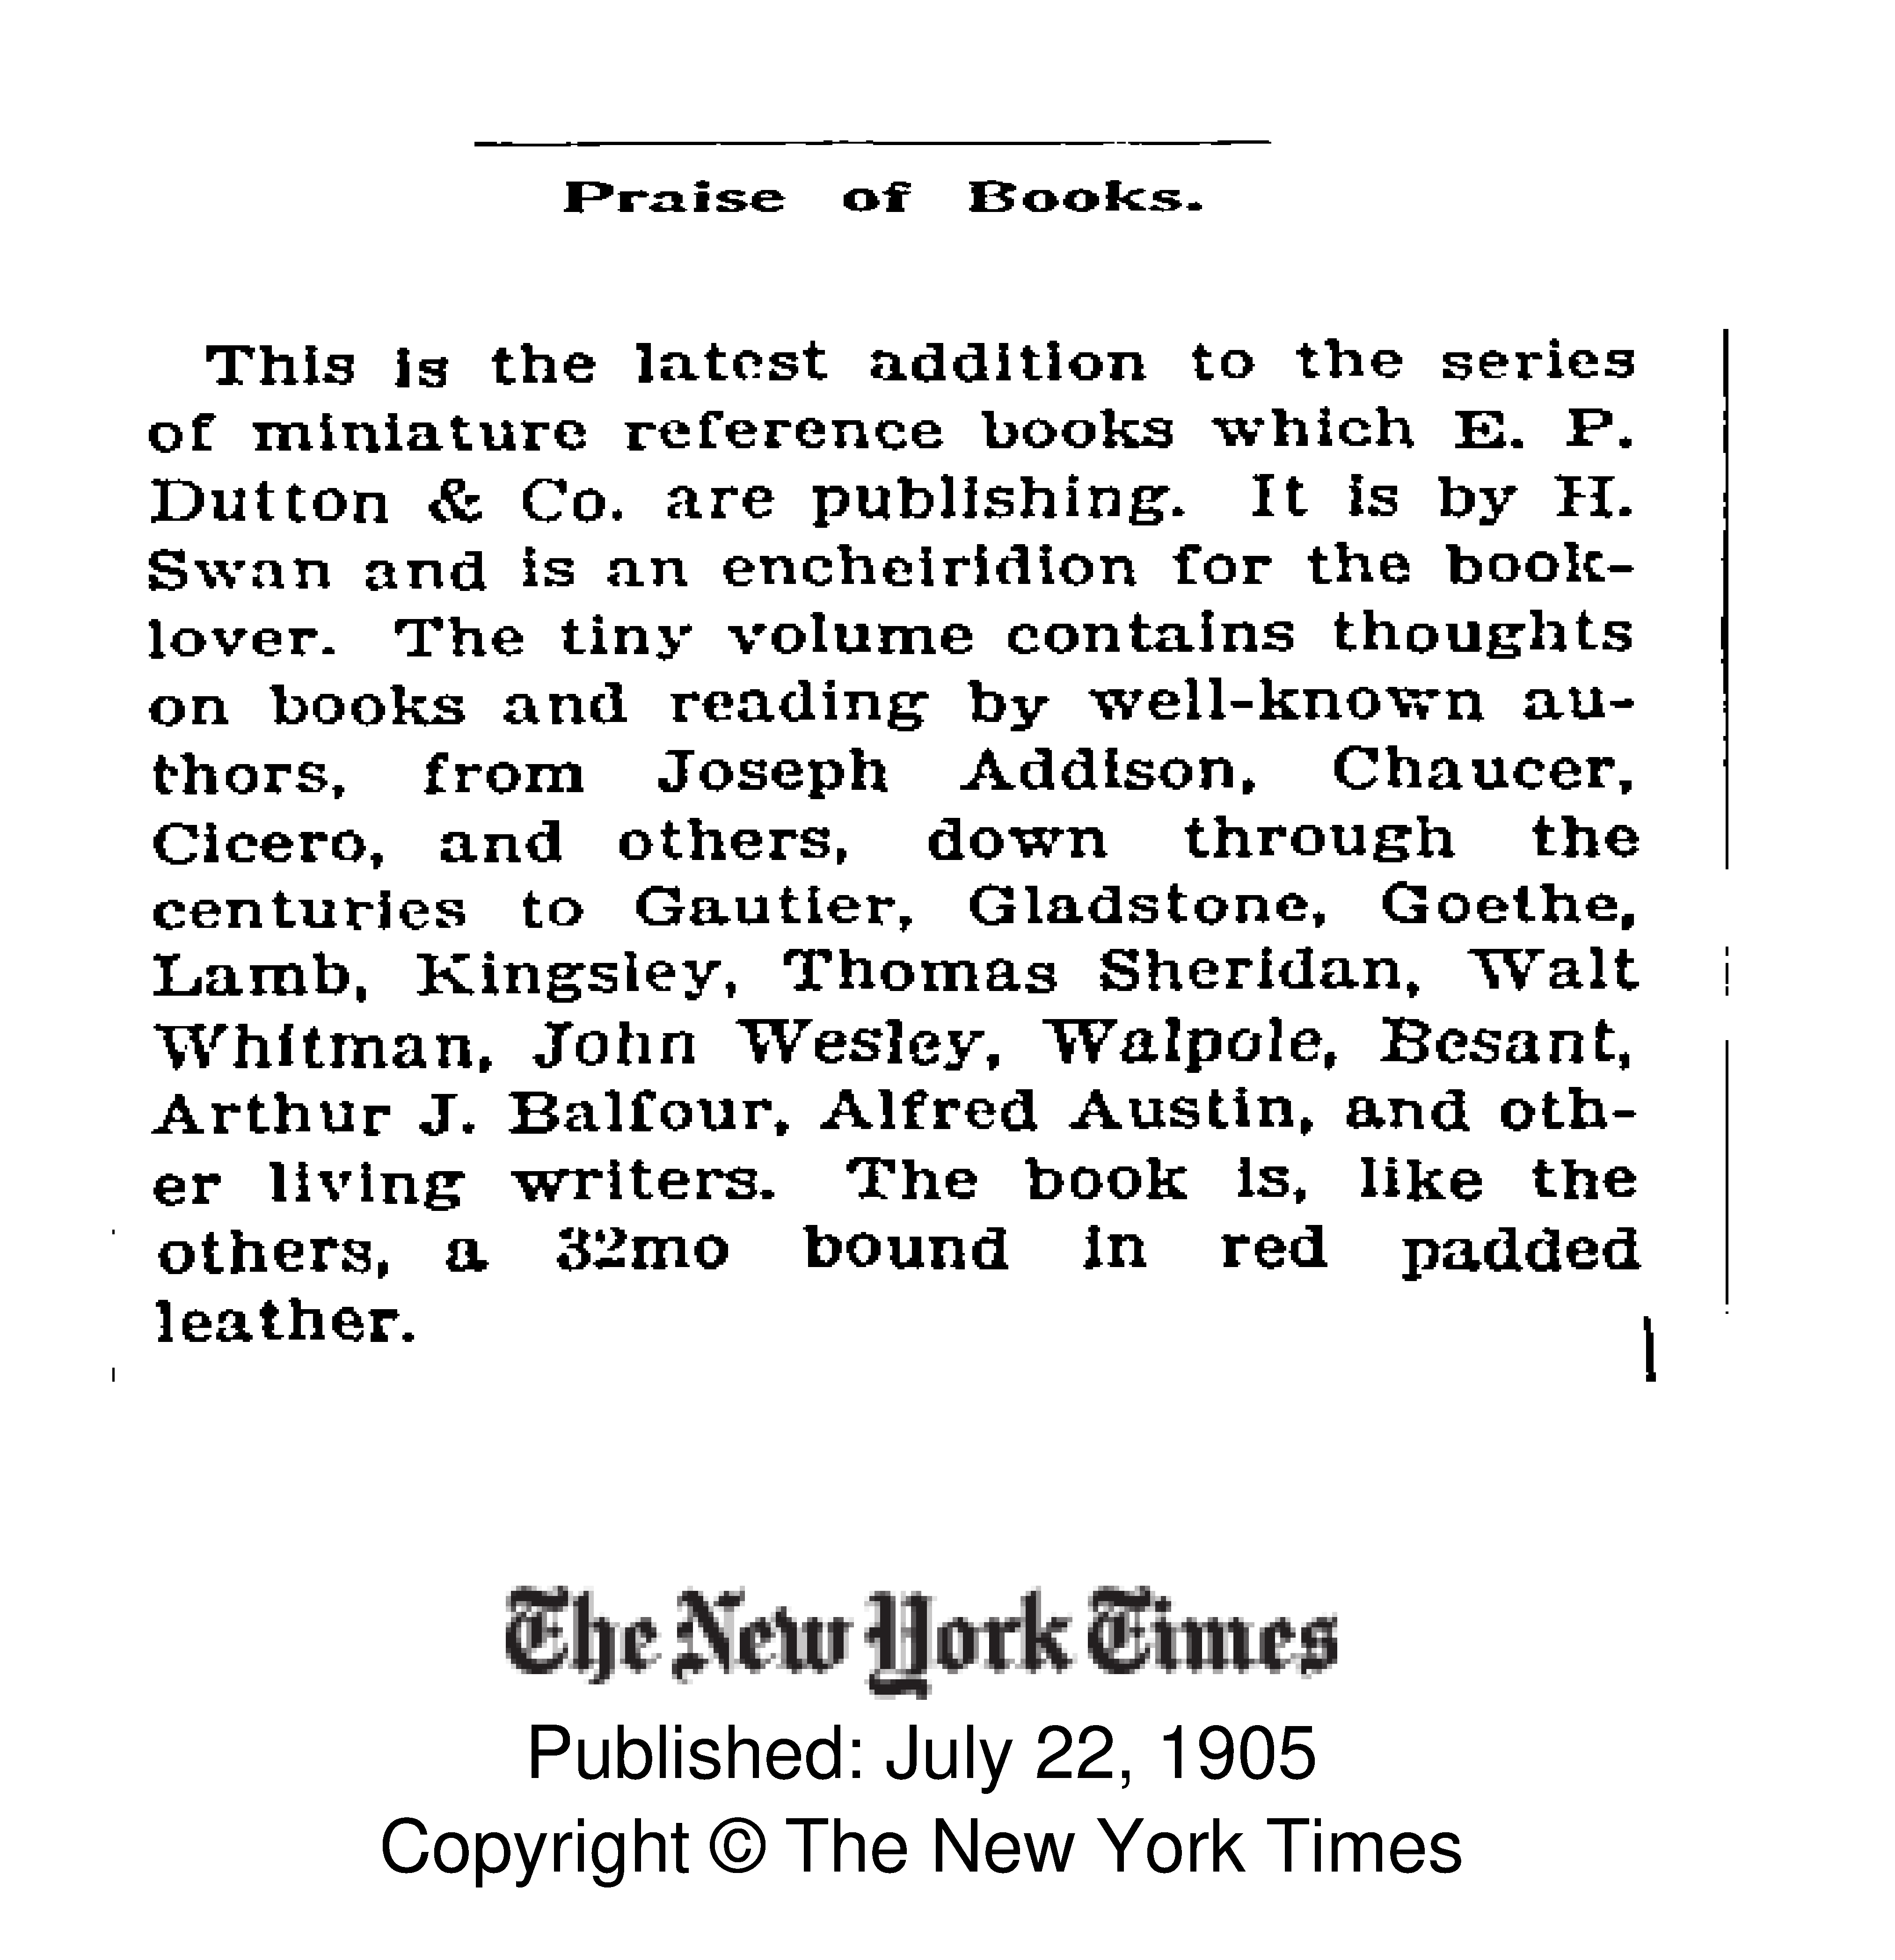 Praise of Books.
This is the latest addition to the series
of miniature reference books which E. P.
Dutton & Co. are publishing. It is by H.
Swan and is an encheiridion for the book-
lover. The tiny volume contains thoughts
on books and reading by well-known au-
thors, from Joseph Addison, Chaucer,
Cicero, and others, down through the
centuries to Gautier, Gladstone, Goethe,
Lamb, Kingsley, Thomas Sheridan, Walt
Whitman, John Wesley, Walpole, Besant,
Arthur J. Balfour, Alfred Austin, and oth-
er living writers. The book is, like the
others, a 32mo bound in red padded
leather.
The New York Times
Published: July 22, 1905
Copyright © The New York Times